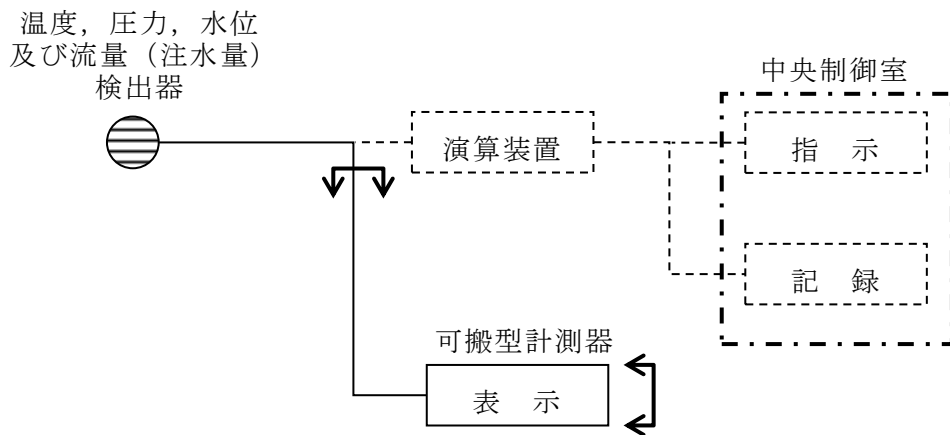 温度，圧力，水位
及び流量（注水量）
検出器
中央制御室
演算装置
指　示
記　録
可搬型計測器
表　示